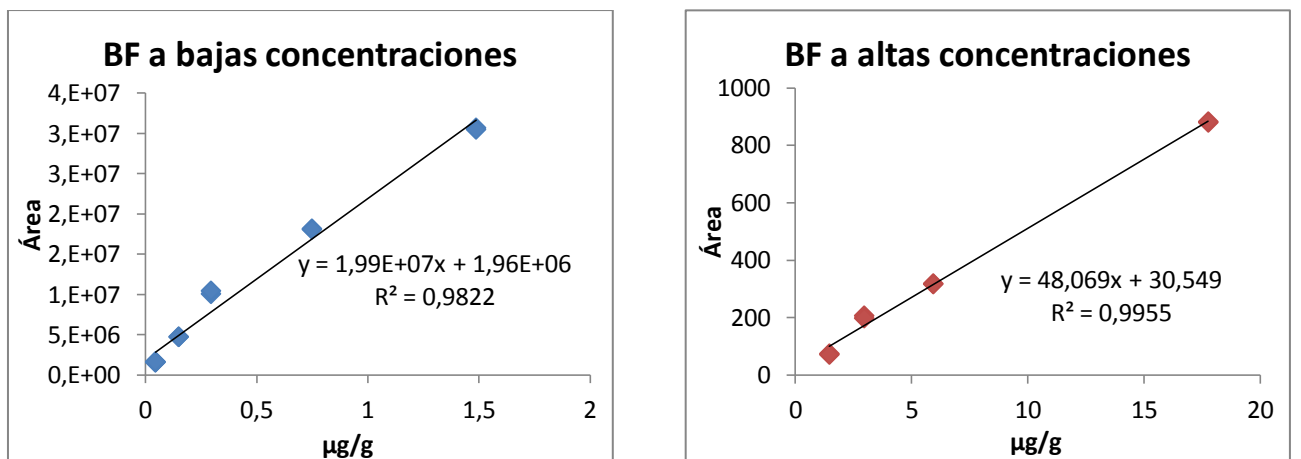 BF a bajas concentraciones
4,E+07
3,E+07
3,E+07
2,E+07
2,E+07
1,E+07
1,E+07
5,E+06
0,E+00
Área
y = 1,99E+07x + 1,96E+06
R² = 0,9822
0
0,5
1
1,5
2
µg/g
BF a altas concentraciones
1000
800
600
400
200
0
Área
y = 48,069x + 30,549
R² = 0,9955
0
5
10
15
20
µg/g